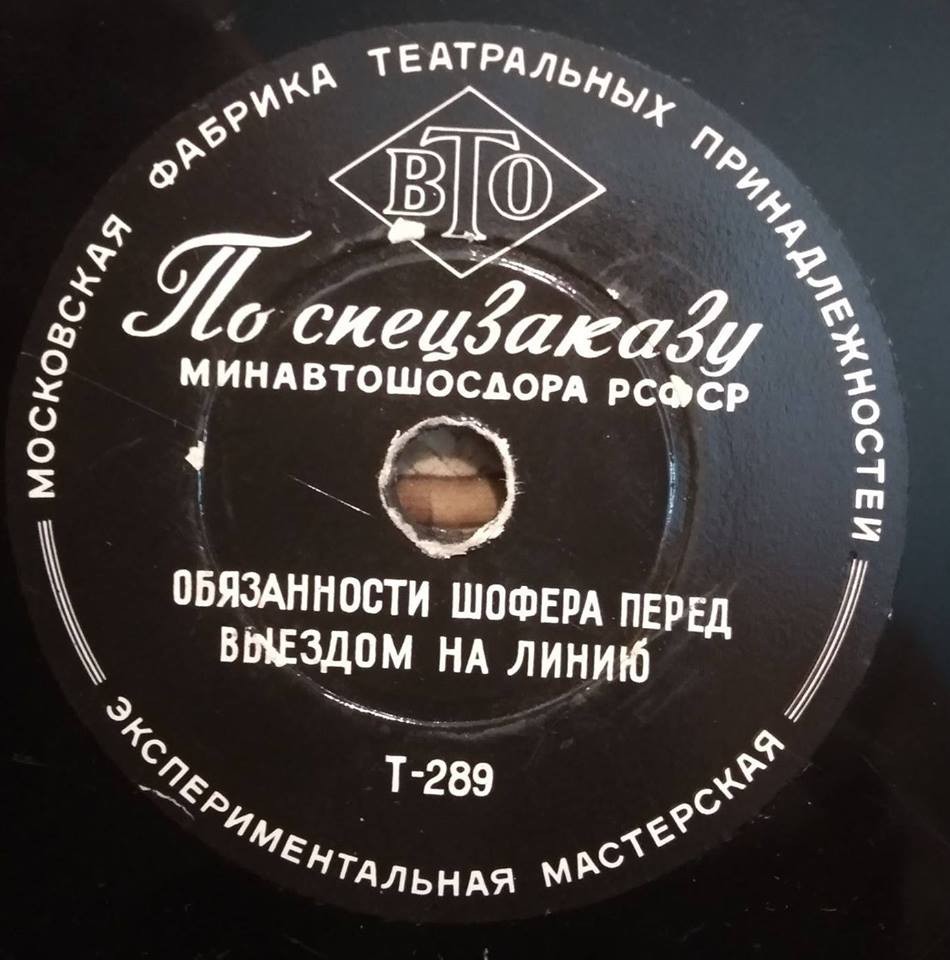 МОСКОВСКАЯ ФАБРИКА ТЕАТРАЛЬНЫХ ПРИНАДЛЕЖНОСТЕЙ
ВТО
По спецзаказу
МИНАВТОШОСДОРА РСФСР
ОБЯЗАННОСТИ ШОФЕРА ПЕРЕД
ВЫЕЗДОМ НА ЛИНИЮ
Т-289
ЭКСПЕРИМЕНТАЛЬНАЯ МАСТЕРСКАЯ